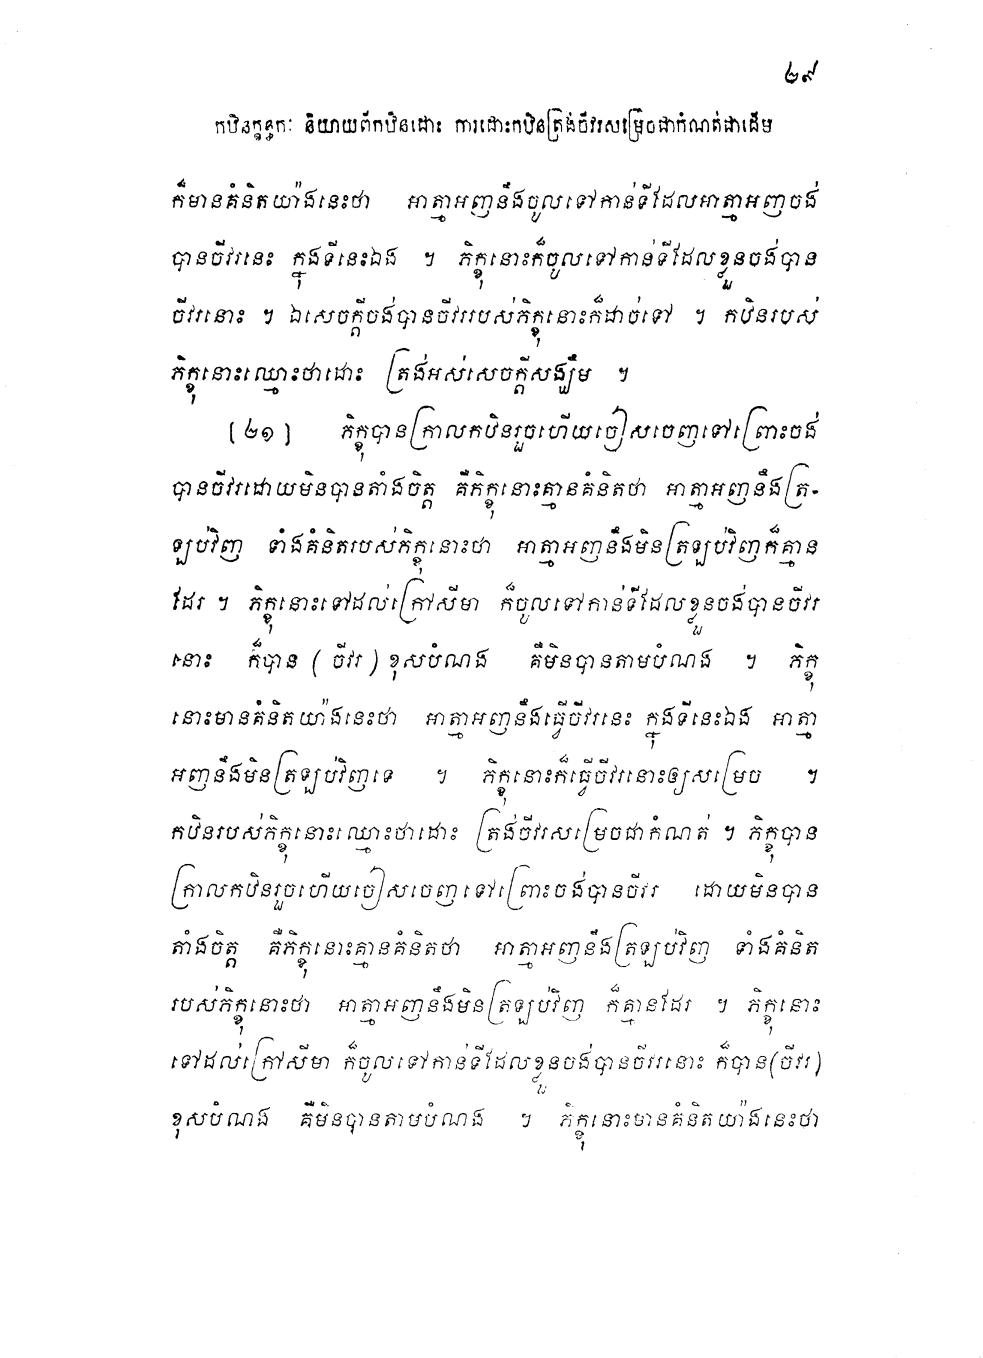 ២៩
កឋិនក្ខន្ធកៈ និយាយពីកឋិនដោះ ការដោះកឋិនត្រង់ចីវរសម្រេចជាកំណត់ជាដើម
ក៏មានគំនិតយ៉ាងនេះថា អាត្មាអញនឹងចូលទៅកាន់ទីដែលអាត្មាអញចង់
បានចីវរនេះ ក្នុងទីនេះឯង ។ ភិក្ខុនោះក៏ចូលទៅកាន់ទីដែលខ្លួនចង់បាន
ចីវរនោះ ។ ឯសេចក្តីចង់បានចីវររបស់ភិក្ខុនោះក៏ដាច់ទៅ ។ កឋិនរបស់
ភិក្ខុនោះឈ្មោះថាដោះ ត្រង់អស់សេចក្តីសង្ឃឹម ។
[២១] ភិក្ខុបានក្រាលកឋិនរួចហើយចៀសចេញទៅព្រោះចង់
បានចីវរដោយមិនបានតាំងចិត្ត គឺភិក្ខុនោះគ្មានគំនិតថា អាត្មាអញនឹងត្រ-
ឡប់វិញ ទាំងគំនិតរបស់ភិក្ខុនោះថា អាត្មាអញនឹងមិនត្រឡប់វិញក៏គ្មាន
ដែរ ។ ភិក្ខុនោះទៅដល់ក្រៅសីមា ក៏ចូលទៅកាន់ទីដែលខ្លួនចង់បានចីវរ
នោះ ក៏បាន (ចីវរ) ខុសបំណង គឺមិនបានតាមបំណង ។ ភិក្ខុ
នោះមានគំនិតយ៉ាងនេះថា អាត្មាអញនឹងធ្វើចីវរនេះ ក្នុងទីនេះឯង អាត្មា
អញនឹងមិនត្រឡប់វិញទេ ។ ភិក្ខុនោះក៏ធ្វើចីវរនោះឲ្យសម្រេច ។
កឋិនរបស់ភិក្ខុនោះឈ្មោះថាដោះ ត្រង់ចីវរសម្រេចជាកំណត់ ។ ភិក្ខុបាន
ក្រាលកឋិនរួចហើយចៀសចេញទៅព្រោះចង់បានចីវរ ដោយមិនបាន
តាំងចិត្ត គឺភិក្ខុនោះគ្មានគំនិតថា អាត្មាអញនឹងត្រឡប់វិញ ទាំងគំនិត
របស់ភិក្ខុនោះថា អាត្មាអញនឹងមិនត្រឡប់វិញ ក៏គ្មានដែរ ។ ភិក្ខុនោះ
ទៅដល់ក្រៅសីមា ក៏ចូលទៅកាន់ទីដែលខ្លួនចង់បានចីវរនោះ ក៏បាន(ចីវរ)
ខុសបំណង គឺមិនបានតាមបំណង ។ ភិក្ខុនោះមានគំនិតយ៉ាងនេះថា